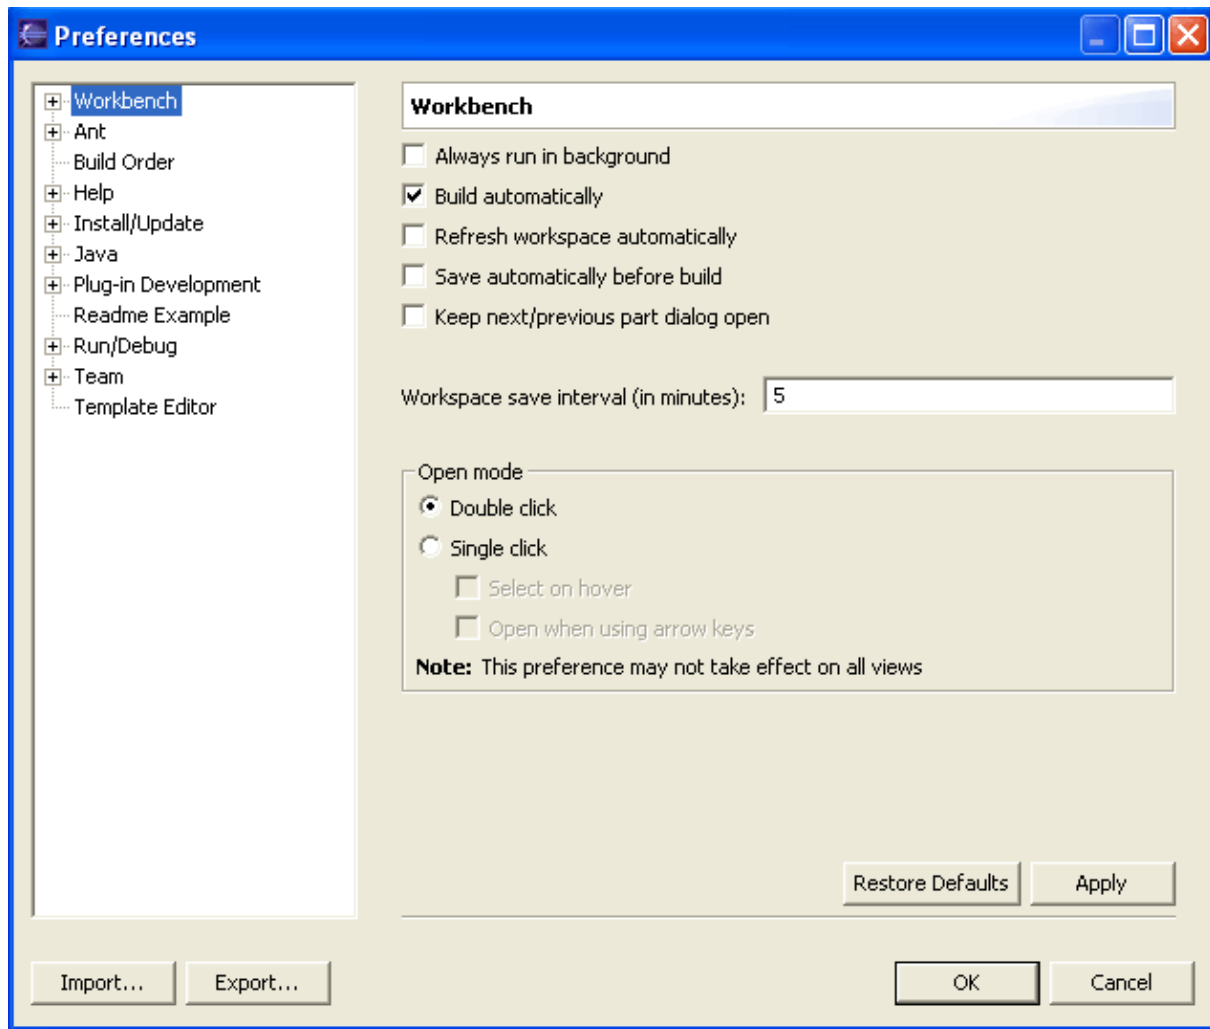 Preferences
Workbench
Ant
Build Order
Help
Install/Update
Java
Plug-in Development
Readme Example
Run/Debug
Team
Template Editor
Workbench
Always run in background
Build automatically
Refresh workspace automatically
Save automatically before build
Keep next/previous part dialog open
Workspace save interval (in minutes): 5
Open mode
Double click
Single click
Select on hover
Open when using arrow keys
Note: This preference may not take effect on all views
Restore Defaults Apply
Import... Export... OK Cancel